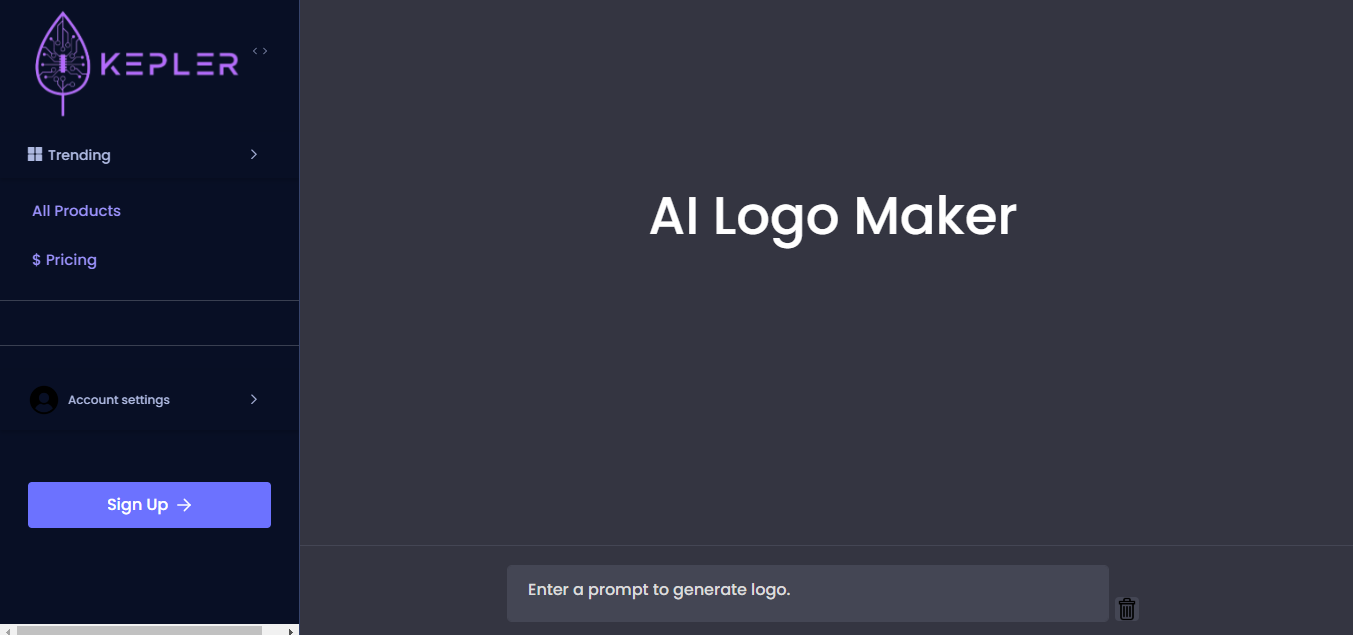 KEPLER
Trending
All Products
$ Pricing
Account settings
Sign Up →
AI Logo Maker
Enter a prompt to generate logo.